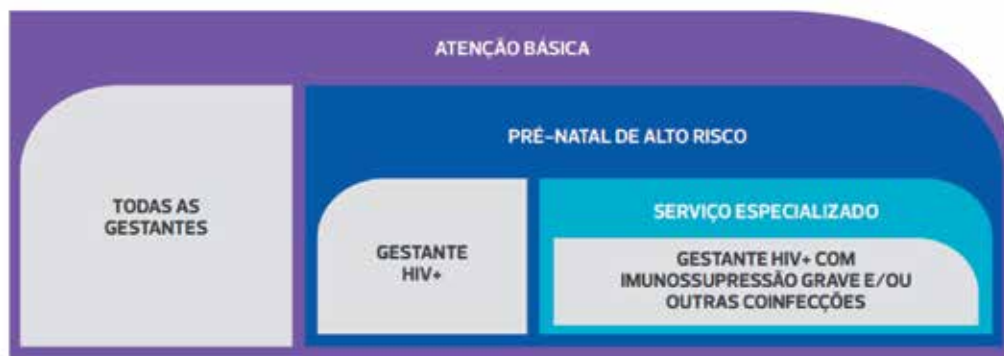 ATENÇÃO BÁSICA
PRÉ-NATAL DE ALTO RISCO
TODAS AS
GESTANTES
GESTANTE
HIV+
SERVIÇO ESPECIALIZADO
GESTANTE HIV+ COM
IMUNOSSUPRESSÃO GRAVE E/OU
OUTRAS COINFECÇÕES